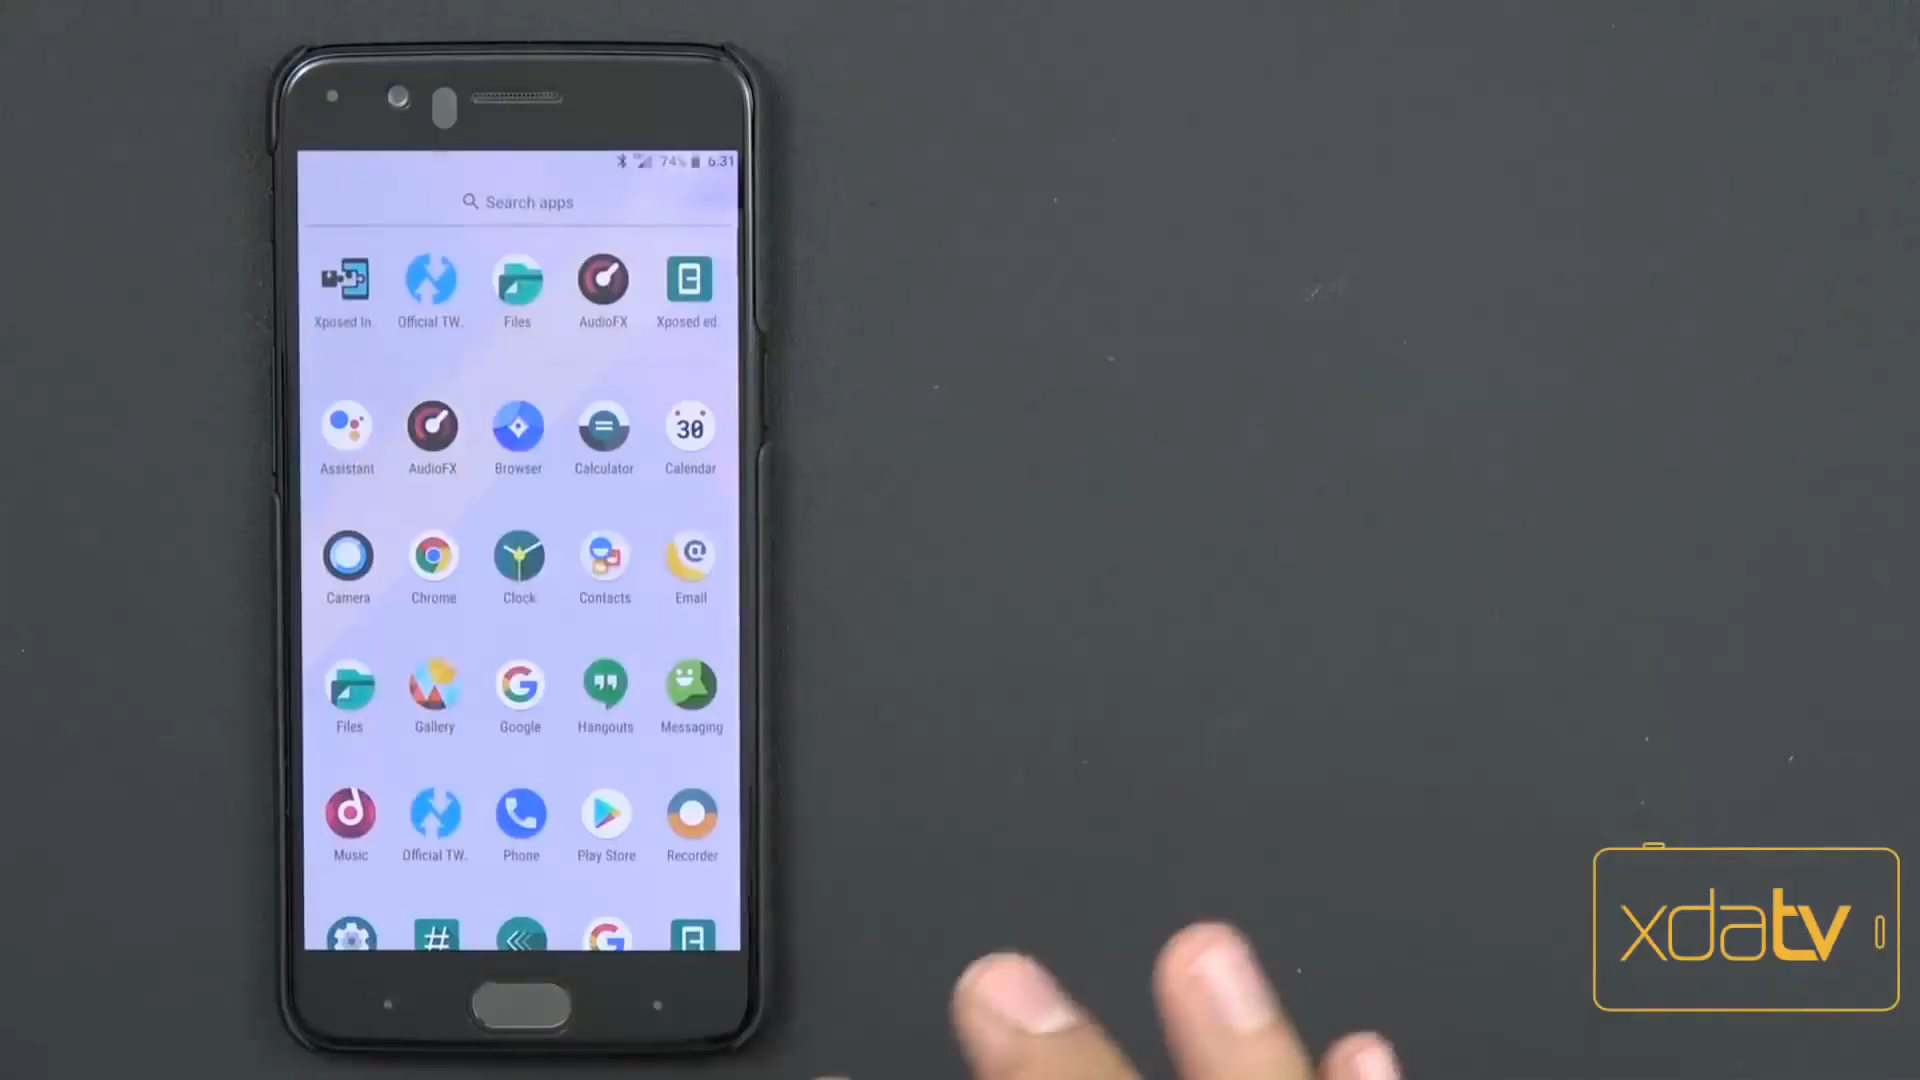 74% 6:31
Search apps
Xposed In.
Official TW.
Files
AudioFX
Xposed ed.
Assistant
AudioFX
Browser
Calculator
30
Calendar
Camera
Chrome
Clock
Contacts
@
Email
Files
Gallery
G
Google
Hangouts
Messaging
Music
Official TW.
Phone
Play Store
Recorder
#
G
xdatv